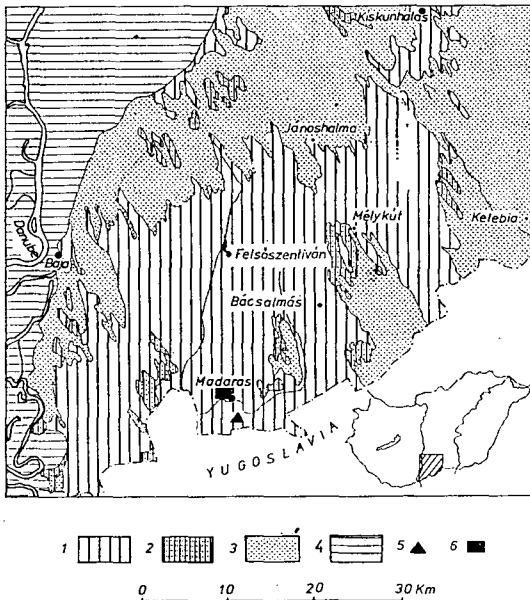 Kiskunhalas
Jánoshalma
Mélykút
Kelebia
Danube
Baja
Felsőszentiván
Bácsalmás
Madaras
YUGOSLAVIA
1 2 3 4 5 6
0 10 20 30 Km